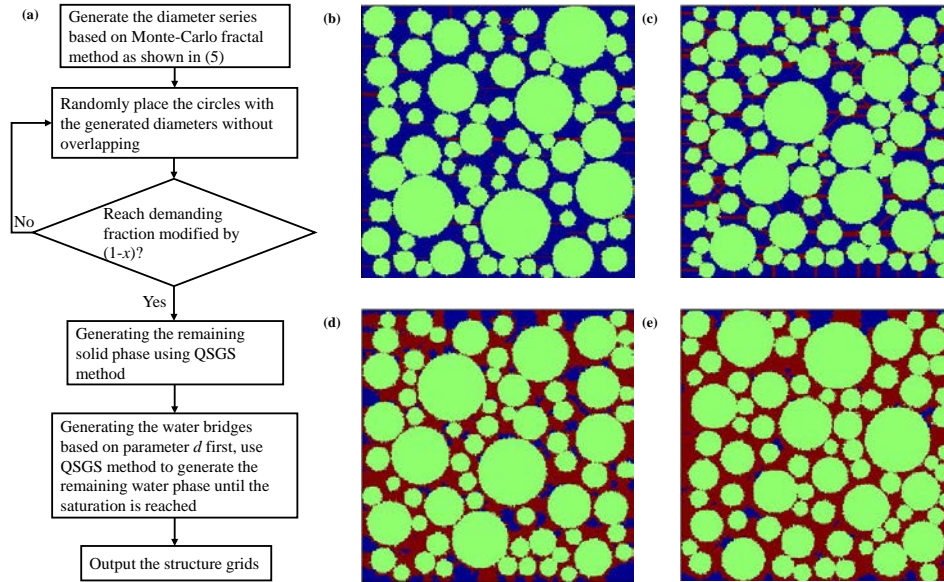 (a)
Generate the diameter series
based on Monte-Carlo fractal
method as shown in (5)
Randomly place the circles with
the generated diameters without
overlapping
No
Reach demanding
fraction modified by
(1-x)?
Yes
Generating the remaining
solid phase using QSGS
method
Generating the water bridges
based on parameter d first, use
QSGS method to generate the
remaining water phase until the
saturation is reached
Output the structure grids
(b)
(c)
(d)
(e)